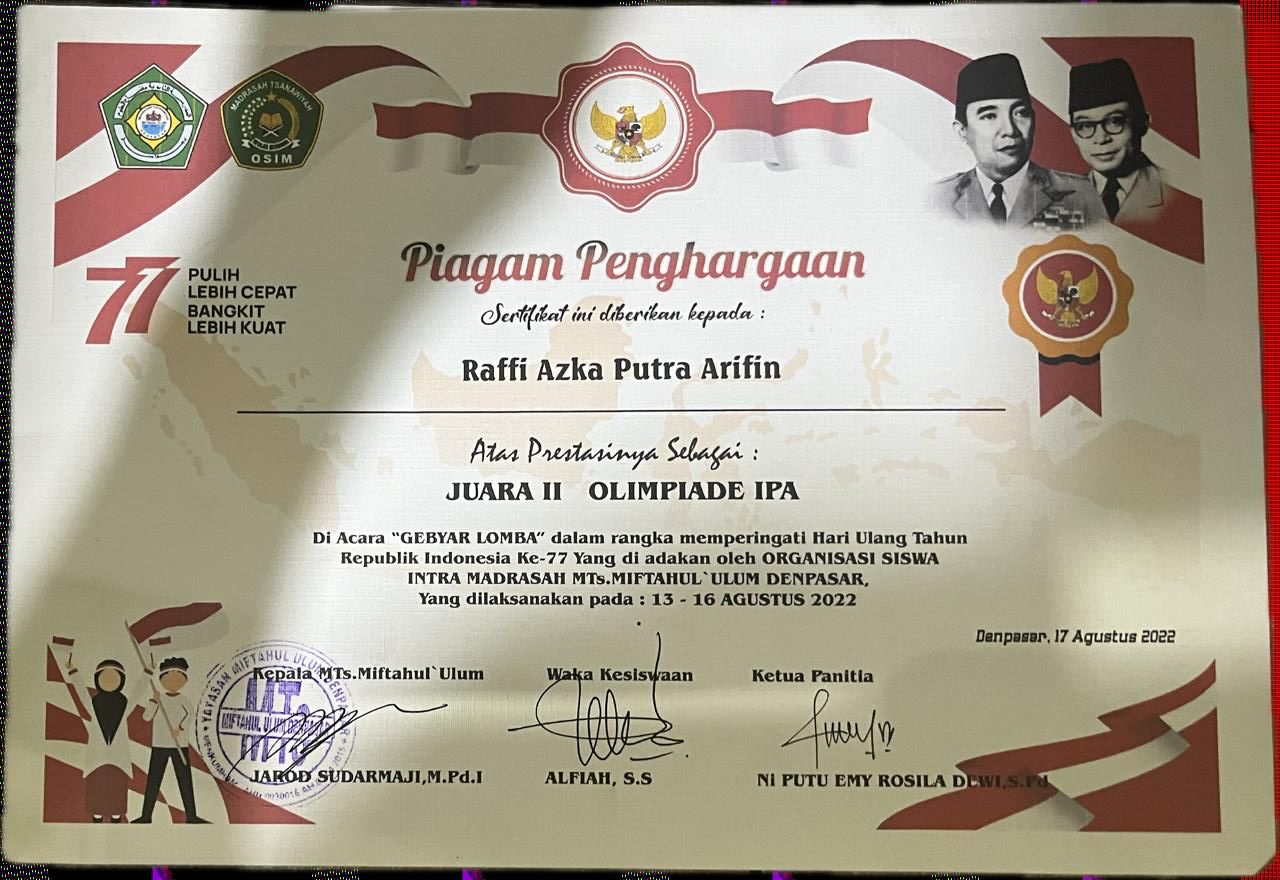 MADRASAH TSANAWIYAH
OSIM
77
PULIH
LEBIH CEPAT
BANGKIT
LEBIH KUAT
Piagam Penghargaan
Sertifikat ini diberikan kepada :
Raffi Azka Putra Arifin
Atas Prestasinya Sebagai :
JUARA II OLIMPIADE IPA
Di Acara “GEBYAR LOMBA” dalam rangka memperingati Hari Ulang Tahun
Republik Indonesia Ke-77 Yang di adakan oleh ORGANISASI SISWA
INTRA MADRASAH MTs.MIFTAHUL`ULUM DENPASAR,
Yang dilaksanakan pada : 13 - 16 AGUSTUS 2022
Denpasar, 17 Agustus 2022
Kepala MTs.Miftahul`Ulum
Waka Kesiswaan
Ketua Panitia
YAYASAN MIFTAHUL ULUM DENPASAR
MIFTAHUL ULUM DENPASAR
JAROD SUDARMAJI,M.Pd.I
ALFIAH, S.S
Ni PUTU EMY ROSILA DEWI,S.Pd